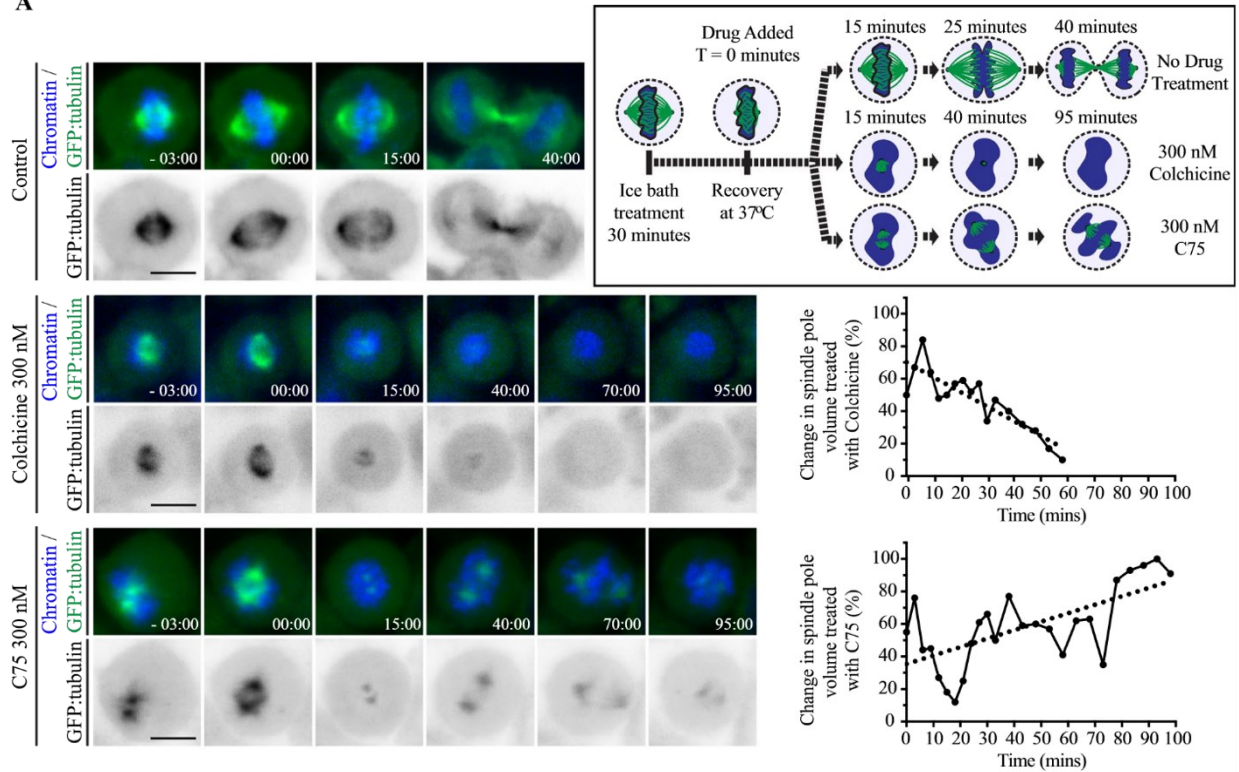 A
Drug Added
T = 0 minutes
15 minutes
25 minutes
40 minutes
No Drug
Treatment
15 minutes
40 minutes
95 minutes
300 nM
Colchicine
Ice bath
treatment
30 minutes
Recovery
at 37ºC
300 nM
C75
Control
Chromatin /
GFP:tubulin
- 03:00
00:00
15:00
40:00
GFP:tubulin
Colchicine 300 nM
Chromatin /
GFP:tubulin
- 03:00
00:00
15:00
40:00
70:00
95:00
GFP:tubulin
Change in spindle pole
volume treated
with Colchicine (%)
100
80
60
40
20
0
0 10 20 30 40 50 60 70 80 90 100
Time (mins)
C75 300 nM
Chromatin /
GFP:tubulin
- 03:00
00:00
15:00
40:00
70:00
95:00
GFP:tubulin
Change in spindle pole
volume treated
with C75 (%)
100
80
60
40
20
0
0 10 20 30 40 50 60 70 80 90 100
Time (mins)